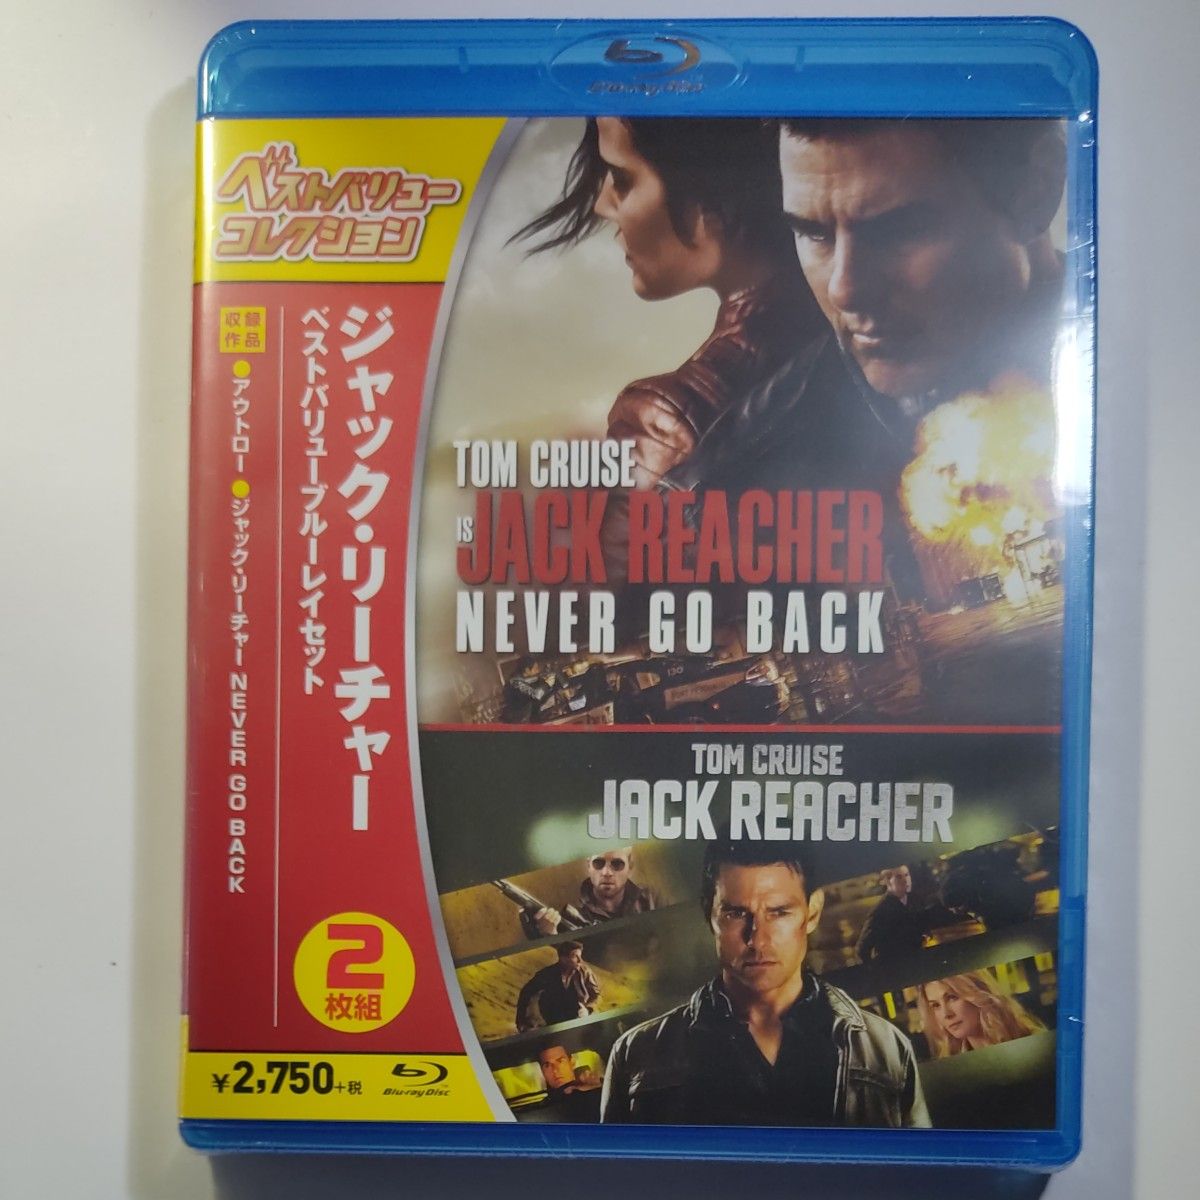 Blu-ray Disc
ベストバリュー
コレクション
ジャック・リーチャー
ベストバリューブルーレイセット
収録
作品
●アウトロー ●ジャック・リーチャー NEVER GO BACK
2
枚組
¥2,750+税
Blu-ray Disc
TOM CRUISE
IS JACK REACHER
NEVER GO BACK
TOM CRUISE
JACK REACHER